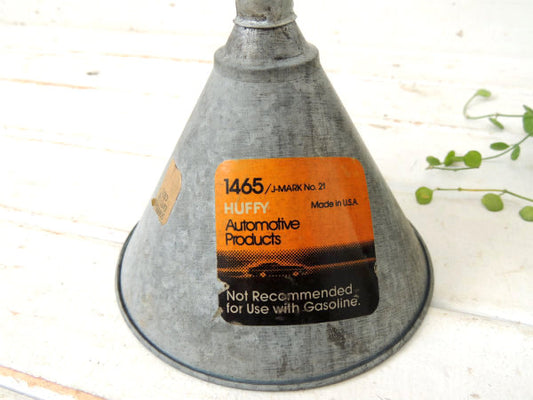 1465/J-MARK No. 21
HUFFY Made in U.S.A.
Automotive
Products
Not Recommended
for Use with Gasoline.